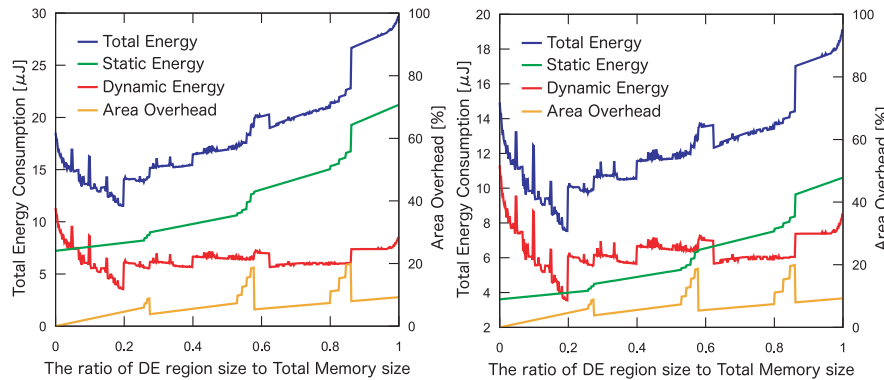 Total Energy Consumption [μJ]
30
25
20
15
10
5
0
Total Energy
Static Energy
Dynamic Energy
Area Overhead
100
80
60
40
20
0
Area Overhead [%]
0
0.2
0.4
0.6
0.8
1
The ratio of DE region size to Total Memory size
Total Energy Consumption [μJ]
20
18
16
14
12
10
8
6
4
2
Total Energy
Static Energy
Dynamic Energy
Area Overhead
100
80
60
40
20
0
Area Overhead [%]
0
0.2
0.4
0.6
0.8
1
The ratio of DE region size to Total Memory size